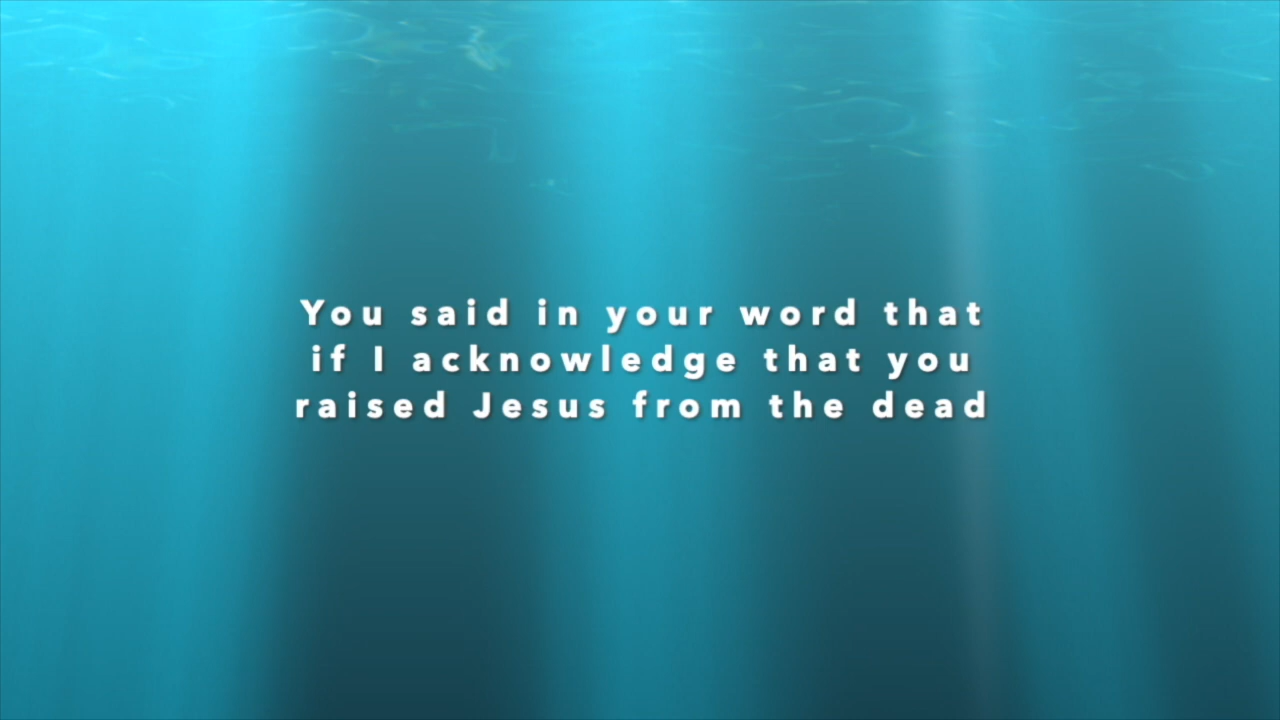 You said in your word that
if I acknowledge that you
raised Jesus from the dead